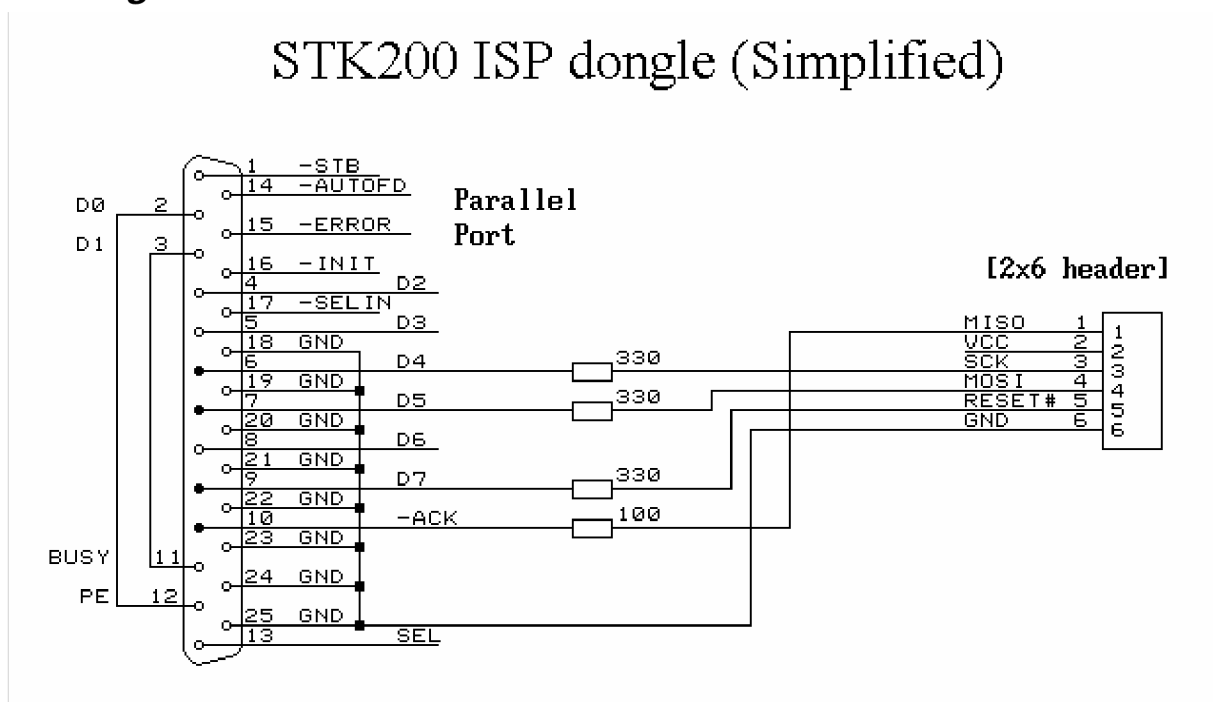 STK200 ISP dongle (Simplified)
1 -STB
14 -AUTOFD
Parallel
Port
D0 2
15 -ERROR
D1 3
16 -INIT
4 D2
17 -SELIN
5 D3
18 GND
6 D4 330
19 GND
7 D5 330
20 GND
8 D6
21 GND
9 D7 330
22 GND
10 -ACK 100
23 GND
BUSY 11
24 GND
PE 12
25 GND
13 SEL
[2x6 header]
MISO 1 1
VCC 2 2
SCK 3 3
MOSI 4 4
RESET# 5 5
GND 6 6